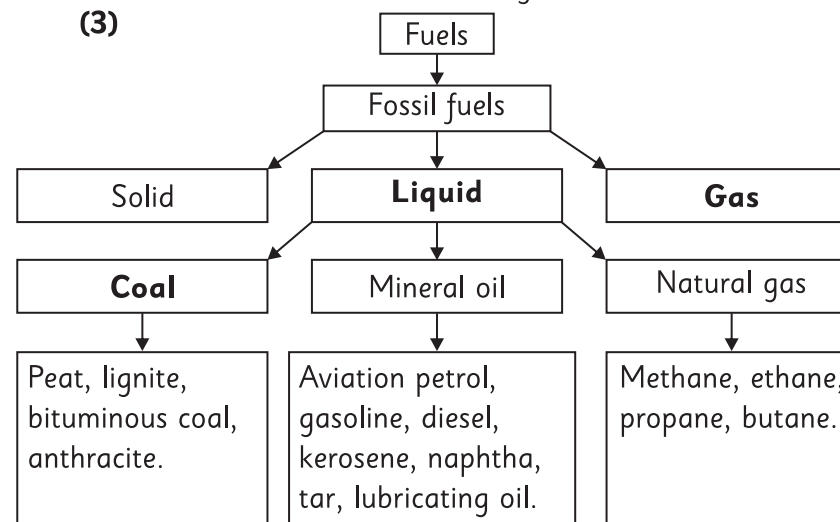 (3)
Fuels
Fossil fuels
Solid
Liquid
Gas
Coal
Mineral oil
Natural gas
Peat, lignite,
bituminous coal,
anthracite.
Aviation petrol,
gasoline, diesel,
kerosene, naphtha,
tar, lubricating oil.
Methane, ethane,
propane, butane.